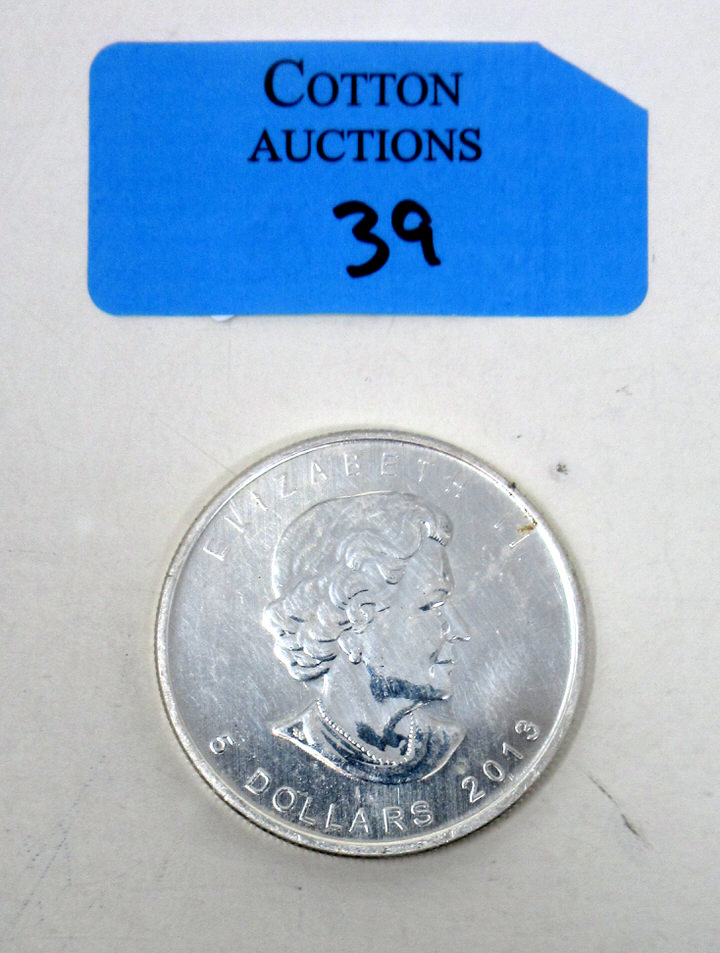 COTTON
AUCTIONS
39
ELIZABETH II
5 DOLLARS 2013